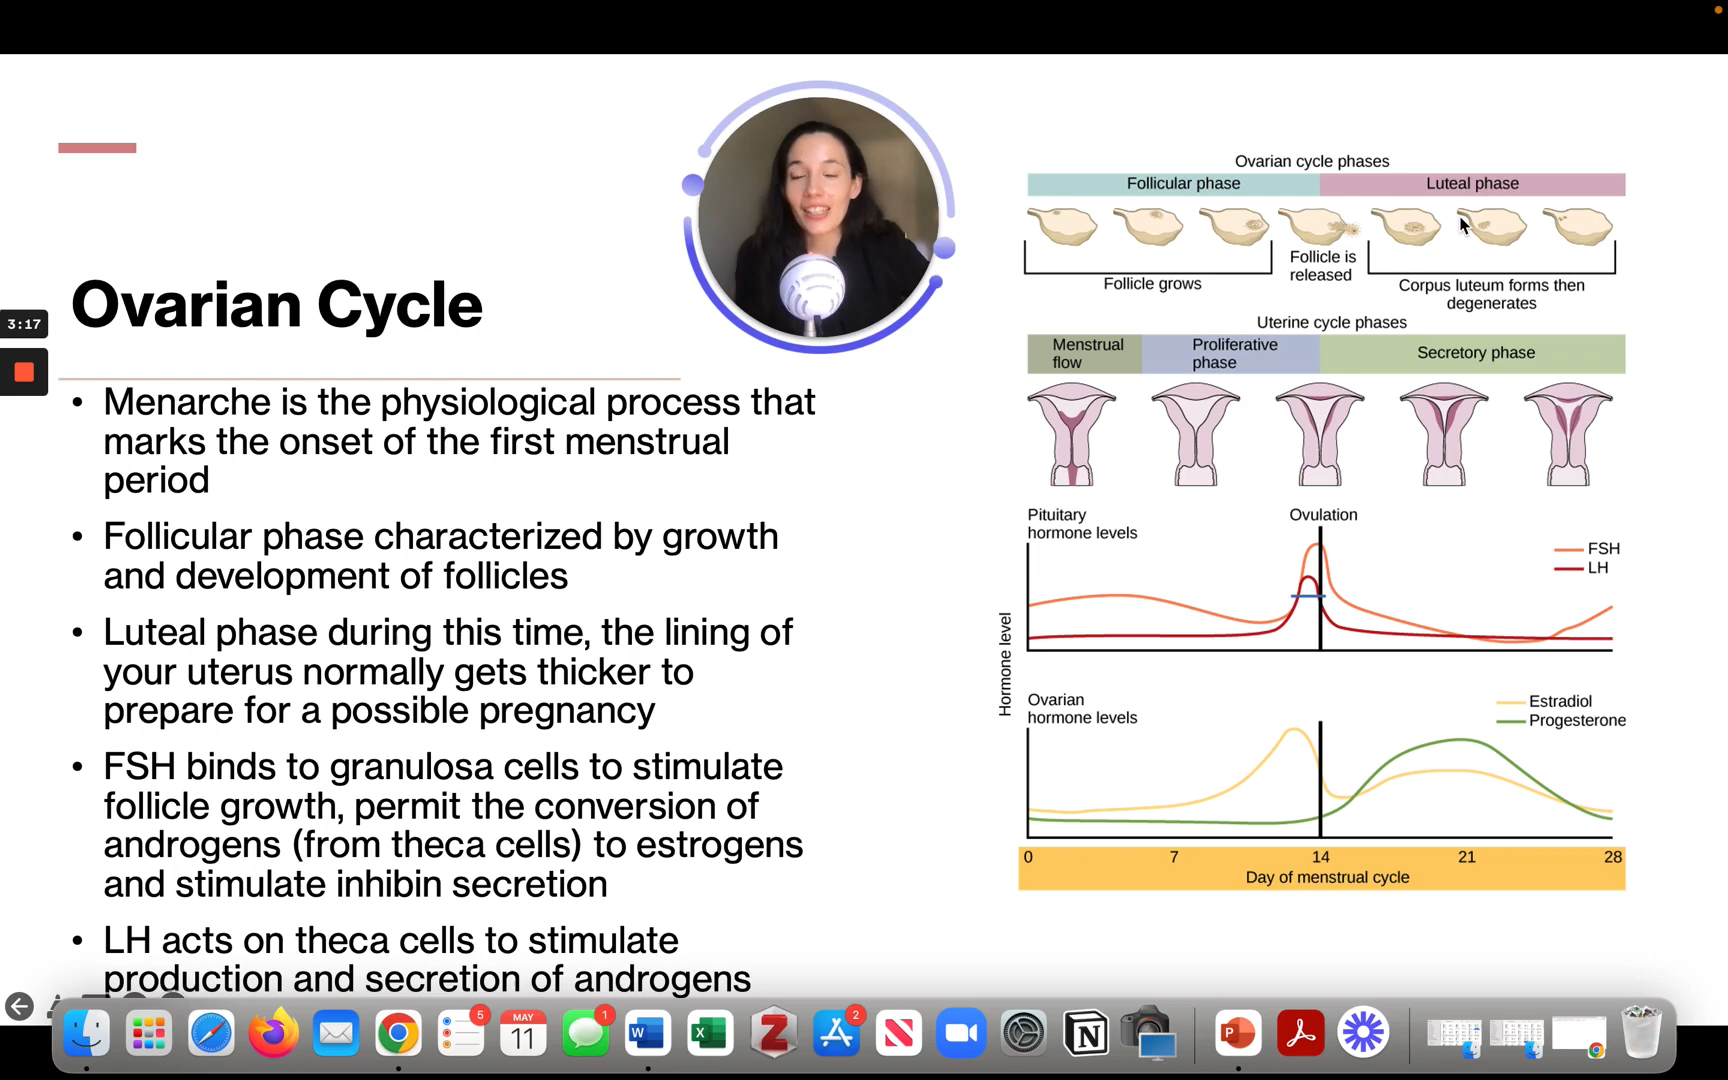 Ovarian Cycle
3:17
• Menarche is the physiological process that
marks the onset of the first menstrual
period
• Follicular phase characterized by growth
and development of follicles
• Luteal phase during this time, the lining of
your uterus normally gets thicker to
prepare for a possible pregnancy
• FSH binds to granulosa cells to stimulate
follicle growth, permit the conversion of
androgens (from theca cells) to estrogens
and stimulate inhibin secretion
• LH acts on theca cells to stimulate
production and secretion of androgens
Ovarian cycle phases
Follicular phase
Luteal phase
Follicle grows
Follicle is
released
Corpus luteum forms then
degenerates
Uterine cycle phases
Menstrual
flow
Proliferative
phase
Secretory phase
Pituitary
hormone levels
Ovulation
FSH
LH
Hormone level
Ovarian
hormone levels
Estradiol
Progesterone
0 7 14 21 28
Day of menstrual cycle
5
MAY
11
1
W
X
Z
2
N
N
P